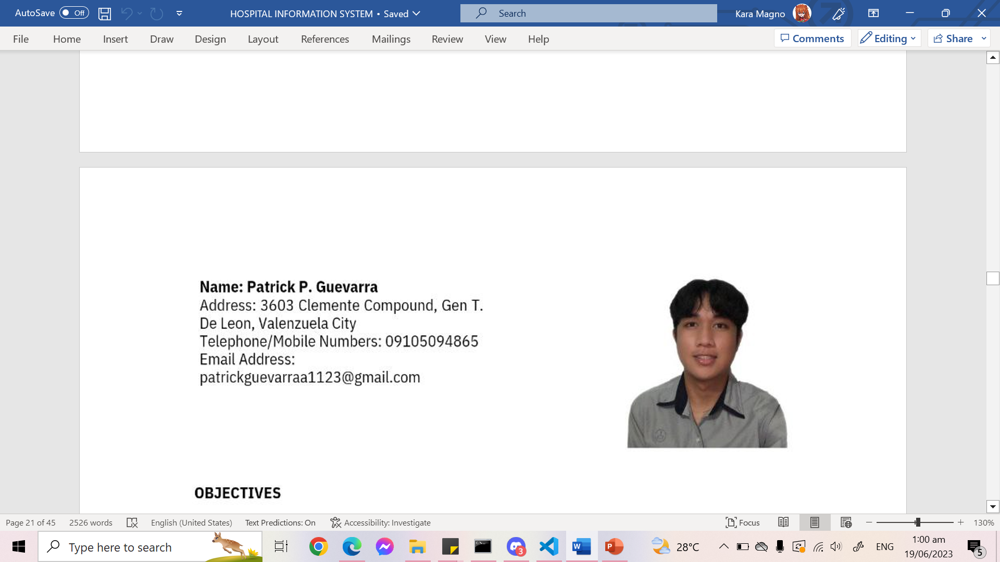 AutoSave Off HOSPITAL INFORMATION SYSTEM • Saved Search Kara Magno
File Home Insert Draw Design Layout References Mailings Review View Help Comments Editing Share
Name: Patrick P. Guevarra
Address: 3603 Clemente Compound, Gen T.
De Leon, Valenzuela City
Telephone/Mobile Numbers: 09105094865
Email Address:
patrickguevarraa1123@gmail.com
OBJECTIVES
Page 21 of 45 2526 words English (United States) Text Predictions: On Accessibility: Investigate Focus 130%
Type here to search 3 W P 28°C ENG 1:00 am
19/06/2023 5